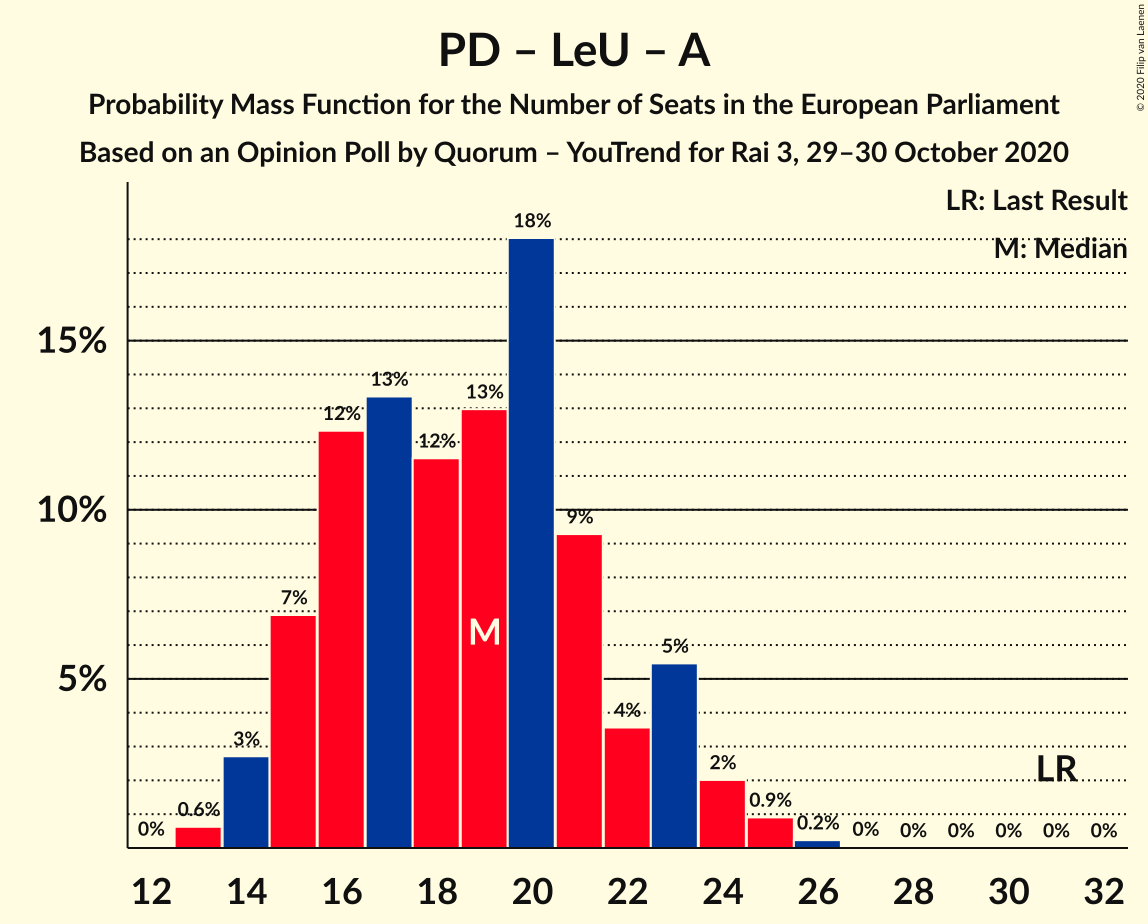 PD – LeU – A
Probability Mass Function for the Number of Seats in the European Parliament
Based on an Opinion Poll by Quorum – YouTrend for Rai 3, 29–30 October 2020
© 2020 Filip van Laenen
LR: Last Result
M: Median
15%
10%
5%
0%
0.6%
3%
7%
12%
13%
12%
13%
18%
9%
4%
5%
2%
0.9%
0.2%
0%
0%
0%
0%
0%
0%
M
LR
12 14 16 18 20 22 24 26 28 30 32